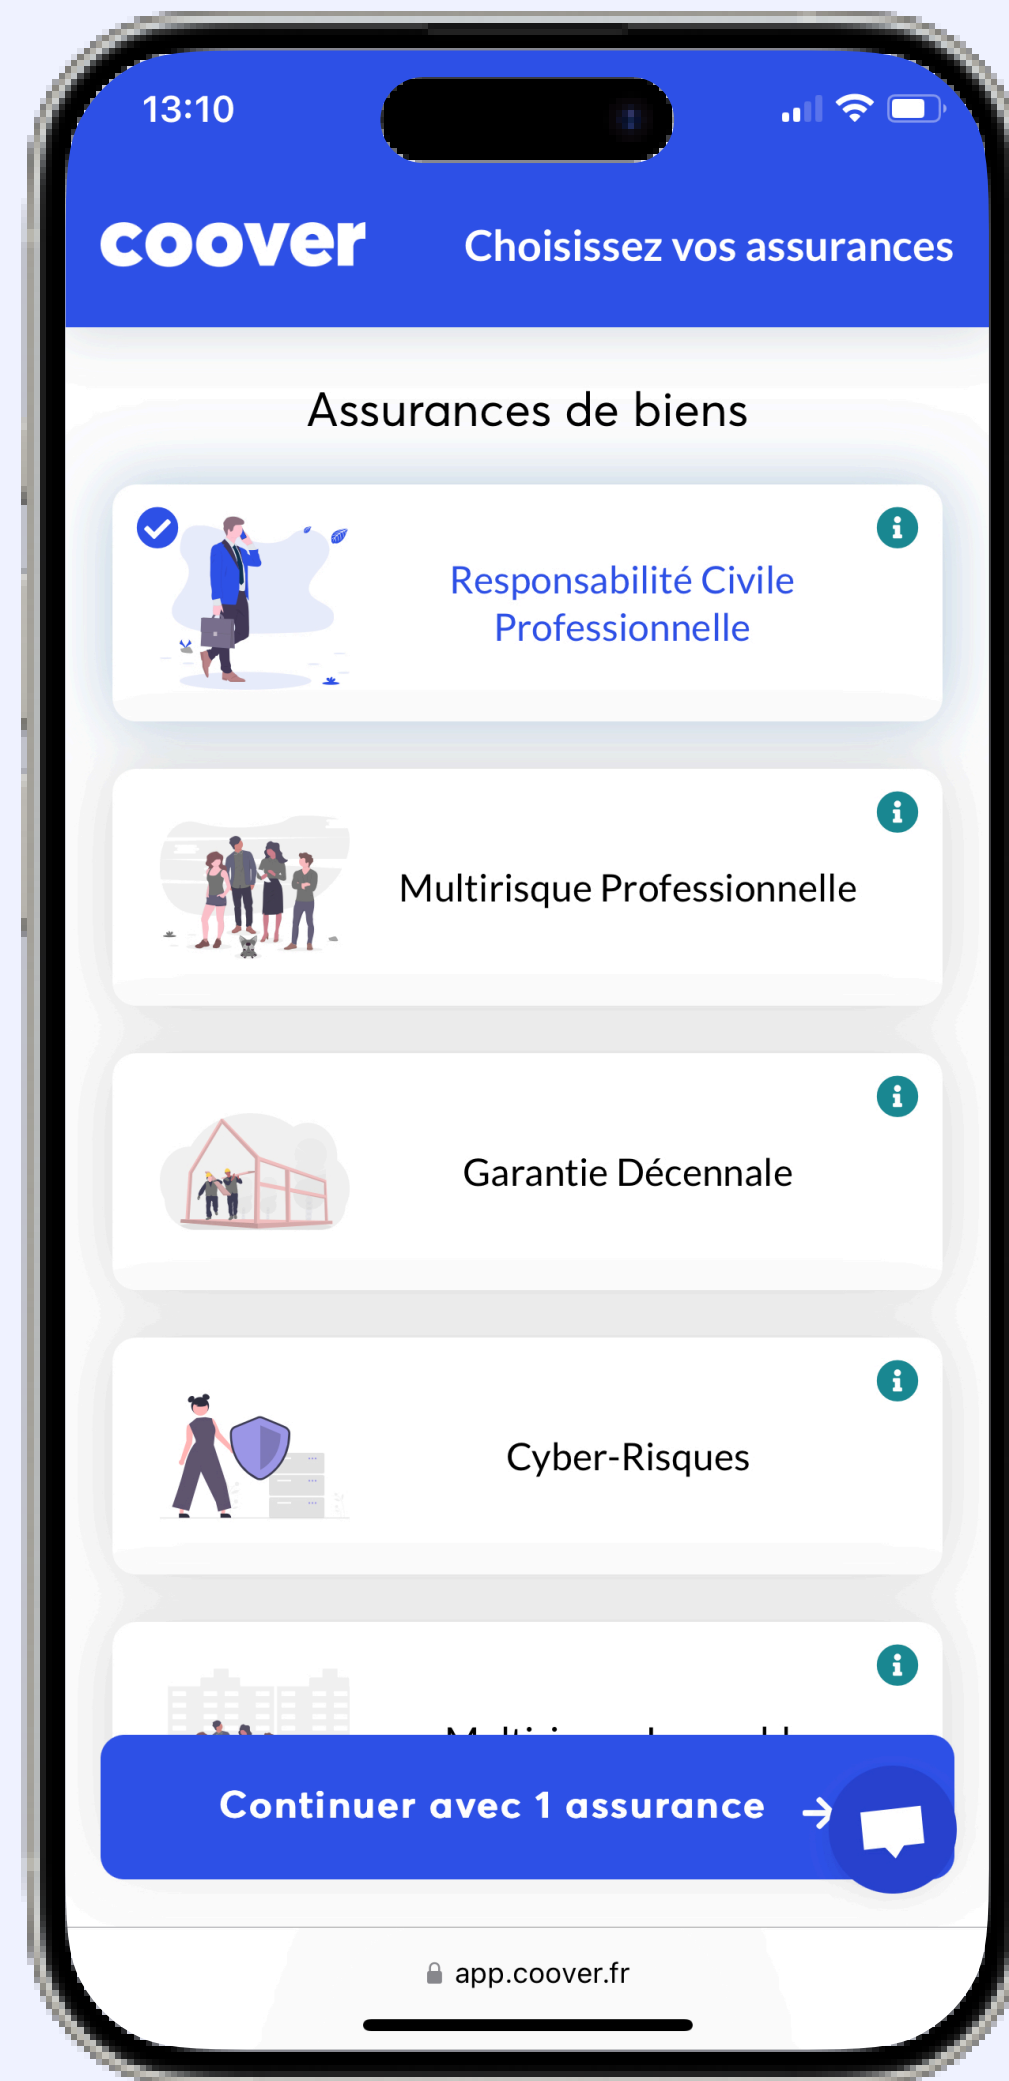 13:10
coover
Choisissez vos assurances
Assurances de biens
Responsabilité Civile
Professionnelle
Multirisque Professionnelle
Garantie Décennale
Cyber-Risques
Continuer avec 1 assurance
app.coover.fr